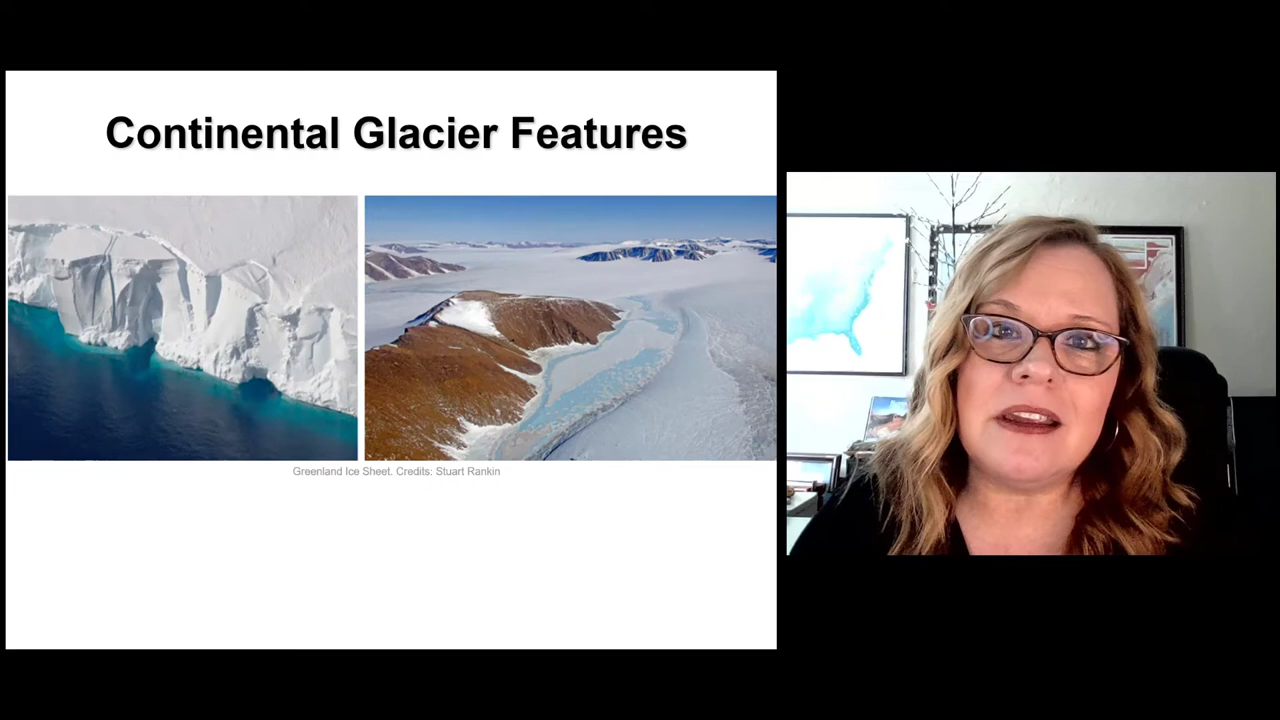 Continental Glacier Features
Greenland Ice Sheet. Credits: Stuart Rankin